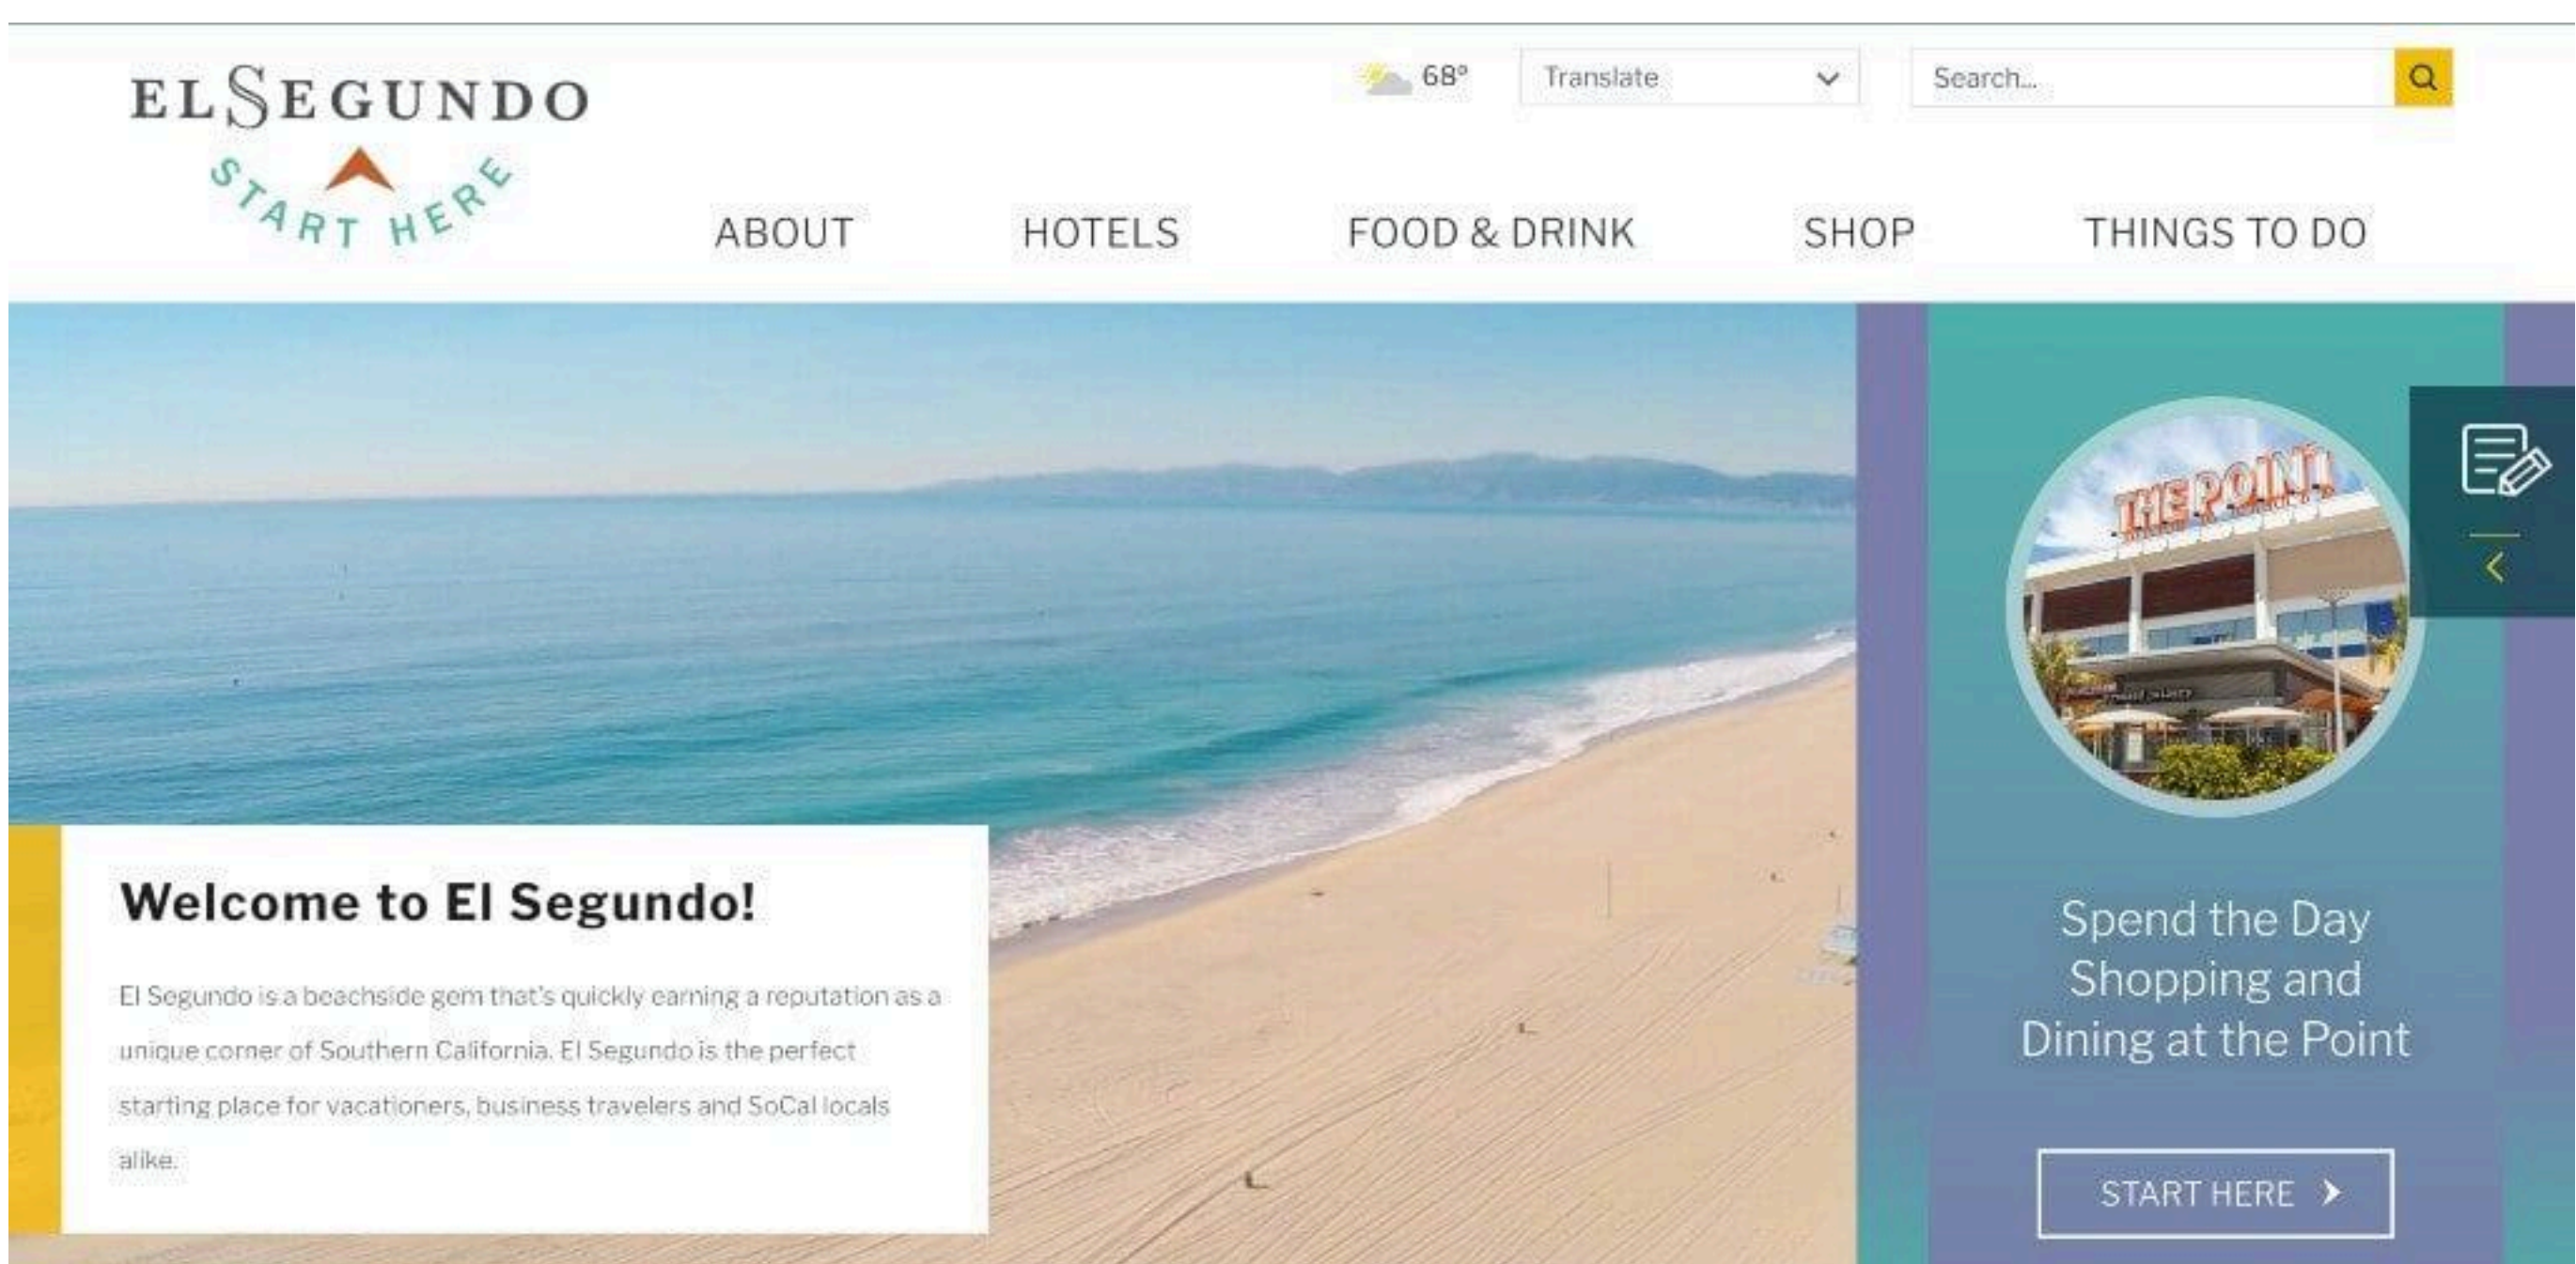 EL SEGUNDO
START HERE
68°
Translate
Search...
ABOUT
HOTELS
FOOD & DRINK
SHOP
THINGS TO DO
THE POINT
Welcome to El Segundo!
El Segundo is a beachside gem that's quickly earning a reputation as a
unique corner of Southern California. El Segundo is the perfect
starting place for vacationers, business travelers and SoCal locals
alike.
Spend the Day
Shopping and
Dining at the Point
START HERE